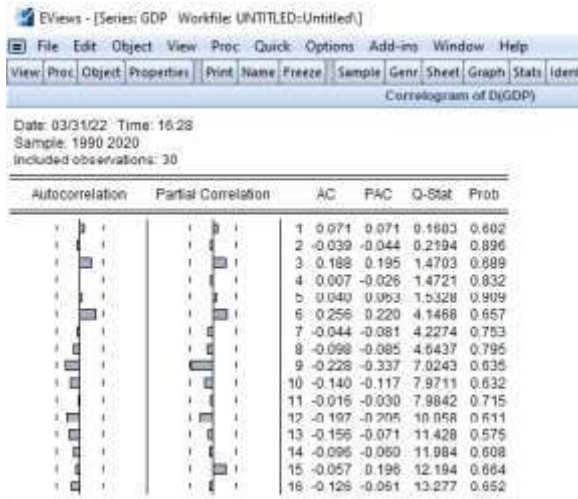 EViews - [Series: GDP Workfile: UNTITLED::Untitled\]
File Edit Object View Proc Quick Options Add-ins Window Help
View Proc Object Properties Print Name Freeze Sample Genr Sheet Graph Stats Ident
Correlogram of D(GDP)
Date: 03/31/22 Time: 16:28
Sample: 1990 2020
Included observations: 30
Autocorrelation Partial Correlation AC PAC Q-Stat Prob
1 0.071 0.071 0.1603 0.602
2 -0.039 -0.044 0.2194 0.896
3 0.188 0.195 1.4703 0.689
4 0.007 -0.026 1.4721 0.832
5 0.040 0.063 1.5328 0.909
6 0.256 0.220 4.1468 0.657
7 -0.044 -0.081 4.2274 0.753
8 -0.098 -0.085 4.6437 0.795
9 -0.228 -0.337 7.0243 0.635
10 -0.140 -0.117 7.9711 0.632
11 -0.016 -0.030 7.9842 0.715
12 -0.197 -0.205 10.058 0.611
13 -0.156 -0.071 11.428 0.575
14 -0.096 -0.060 11.984 0.608
15 -0.057 0.196 12.194 0.664
16 -0.126 -0.061 13.277 0.652